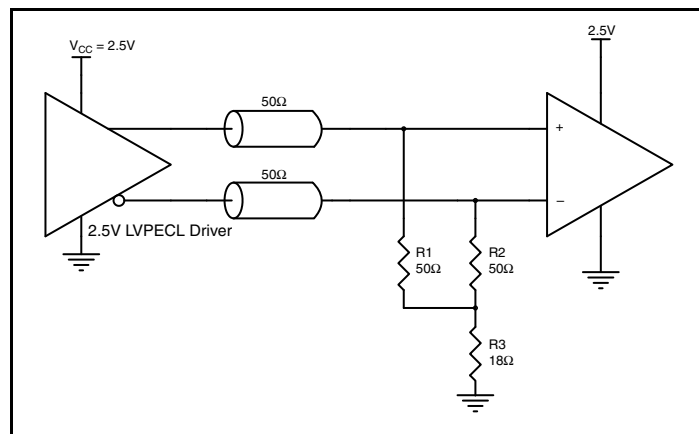 V_CC = 2.5V
2.5V
50Ω
+
50Ω
−
2.5V LVPECL Driver
R1
50Ω
R2
50Ω
R3
18Ω